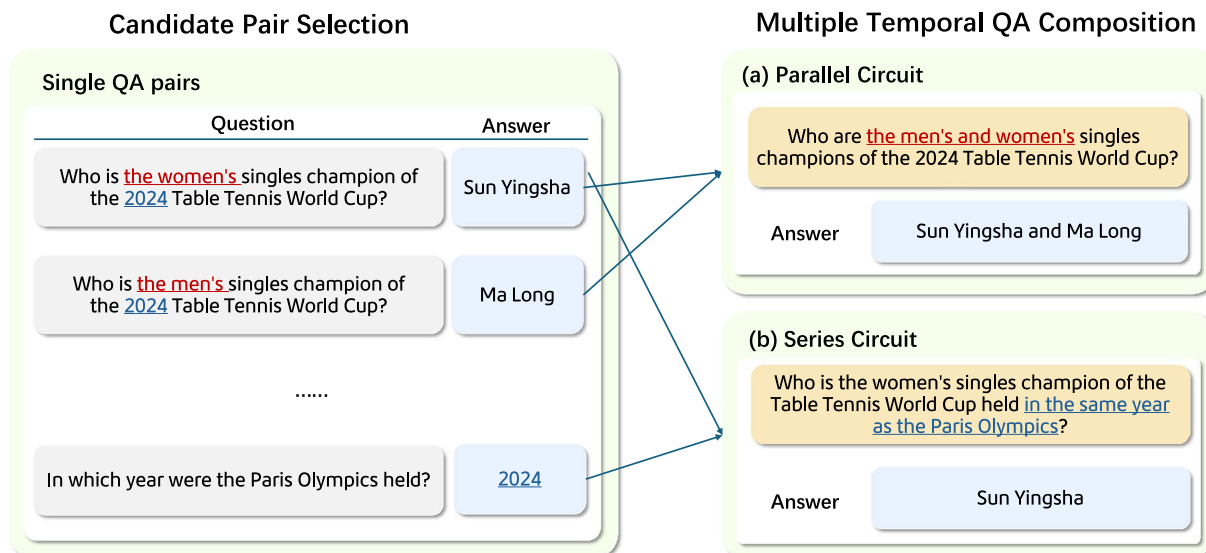 Candidate Pair Selection
Single QA pairs
Question
Answer
Who is the women's singles champion of
the 2024 Table Tennis World Cup?
Sun Yingsha
Who is the men's singles champion of
the 2024 Table Tennis World Cup?
Ma Long
......
In which year were the Paris Olympics held?
2024
Multiple Temporal QA Composition
(a) Parallel Circuit
Who are the men's and women's singles
champions of the 2024 Table Tennis World Cup?
Answer
Sun Yingsha and Ma Long
(b) Series Circuit
Who is the women's singles champion of the
Table Tennis World Cup held in the same year
as the Paris Olympics?
Answer
Sun Yingsha